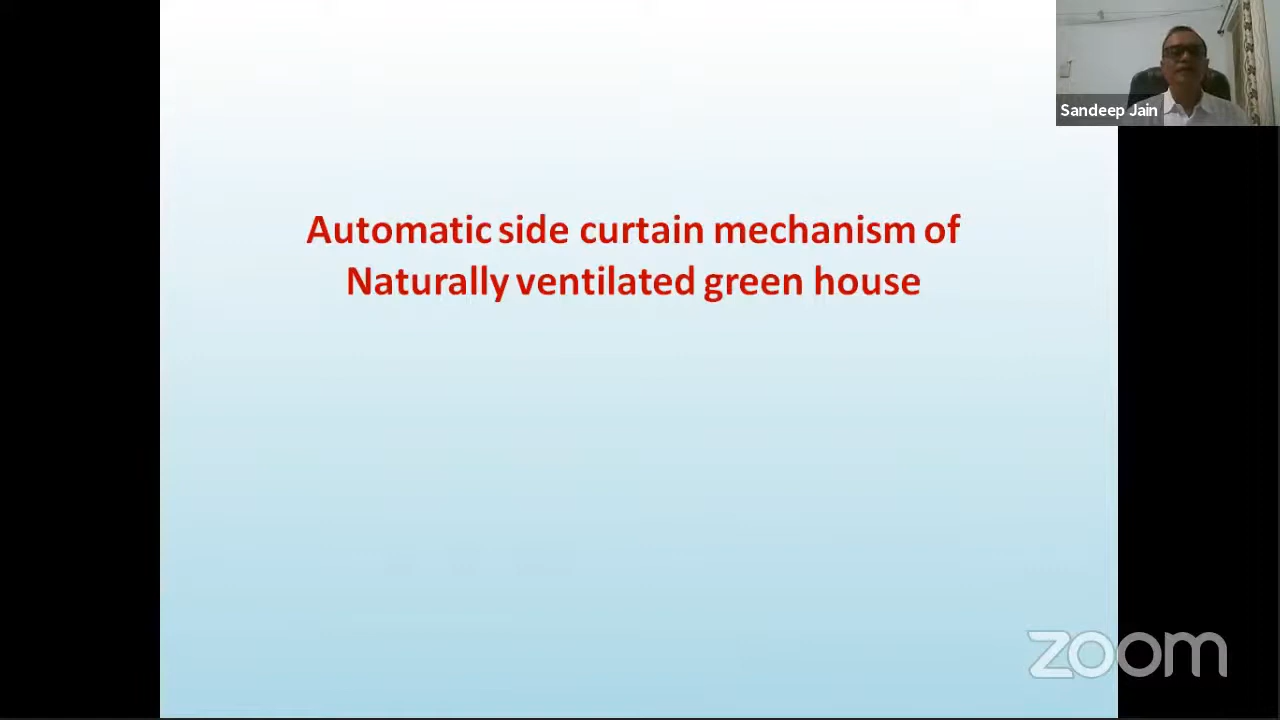 Sandeep Jain
Automatic side curtain mechanism of
Naturally ventilated green house
zoom